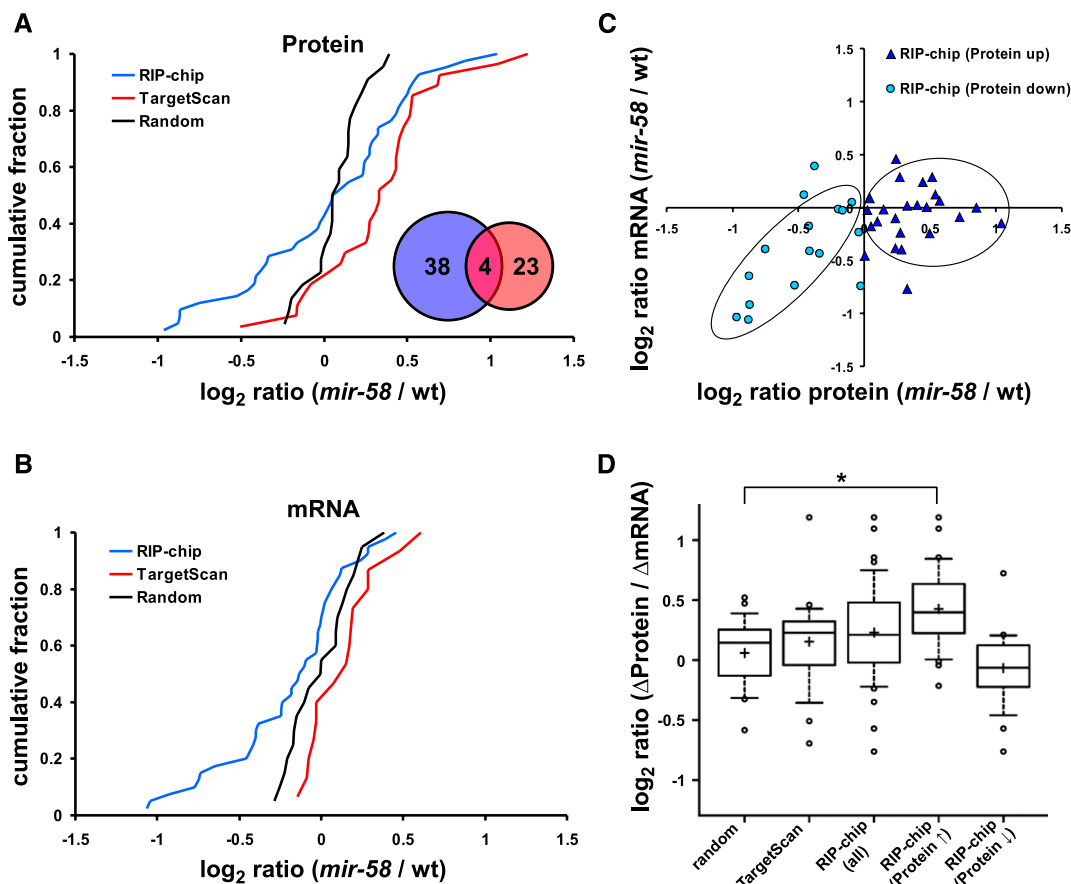 A
Protein
RIP-chip
TargetScan
Random
1
0.8
0.6
0.4
0.2
0
cumulative fraction
38
4
23
-1.5
-1
-0.5
0
0.5
1
1.5
log2 ratio (mir-58 / wt)
B
mRNA
RIP-chip
TargetScan
Random
1
0.8
0.6
0.4
0.2
0
cumulative fraction
-1.5
-1
-0.5
0
0.5
1
1.5
log2 ratio (mir-58 / wt)
C
RIP-chip (Protein up)
RIP-chip (Protein down)
1.5
1
0.5
0
-0.5
-1
-1.5
log2 ratio mRNA (mir-58 / wt)
-1.5
-1
-0.5
0
0.5
1
1.5
log2 ratio protein (mir-58 / wt)
D
*
1
0.5
0
-0.5
-1
log2 ratio (ΔProtein / ΔmRNA)
random
TargetScan
RIP-chip
(all)
RIP-chip
(Protein ↑)
RIP-chip
(Protein ↓)